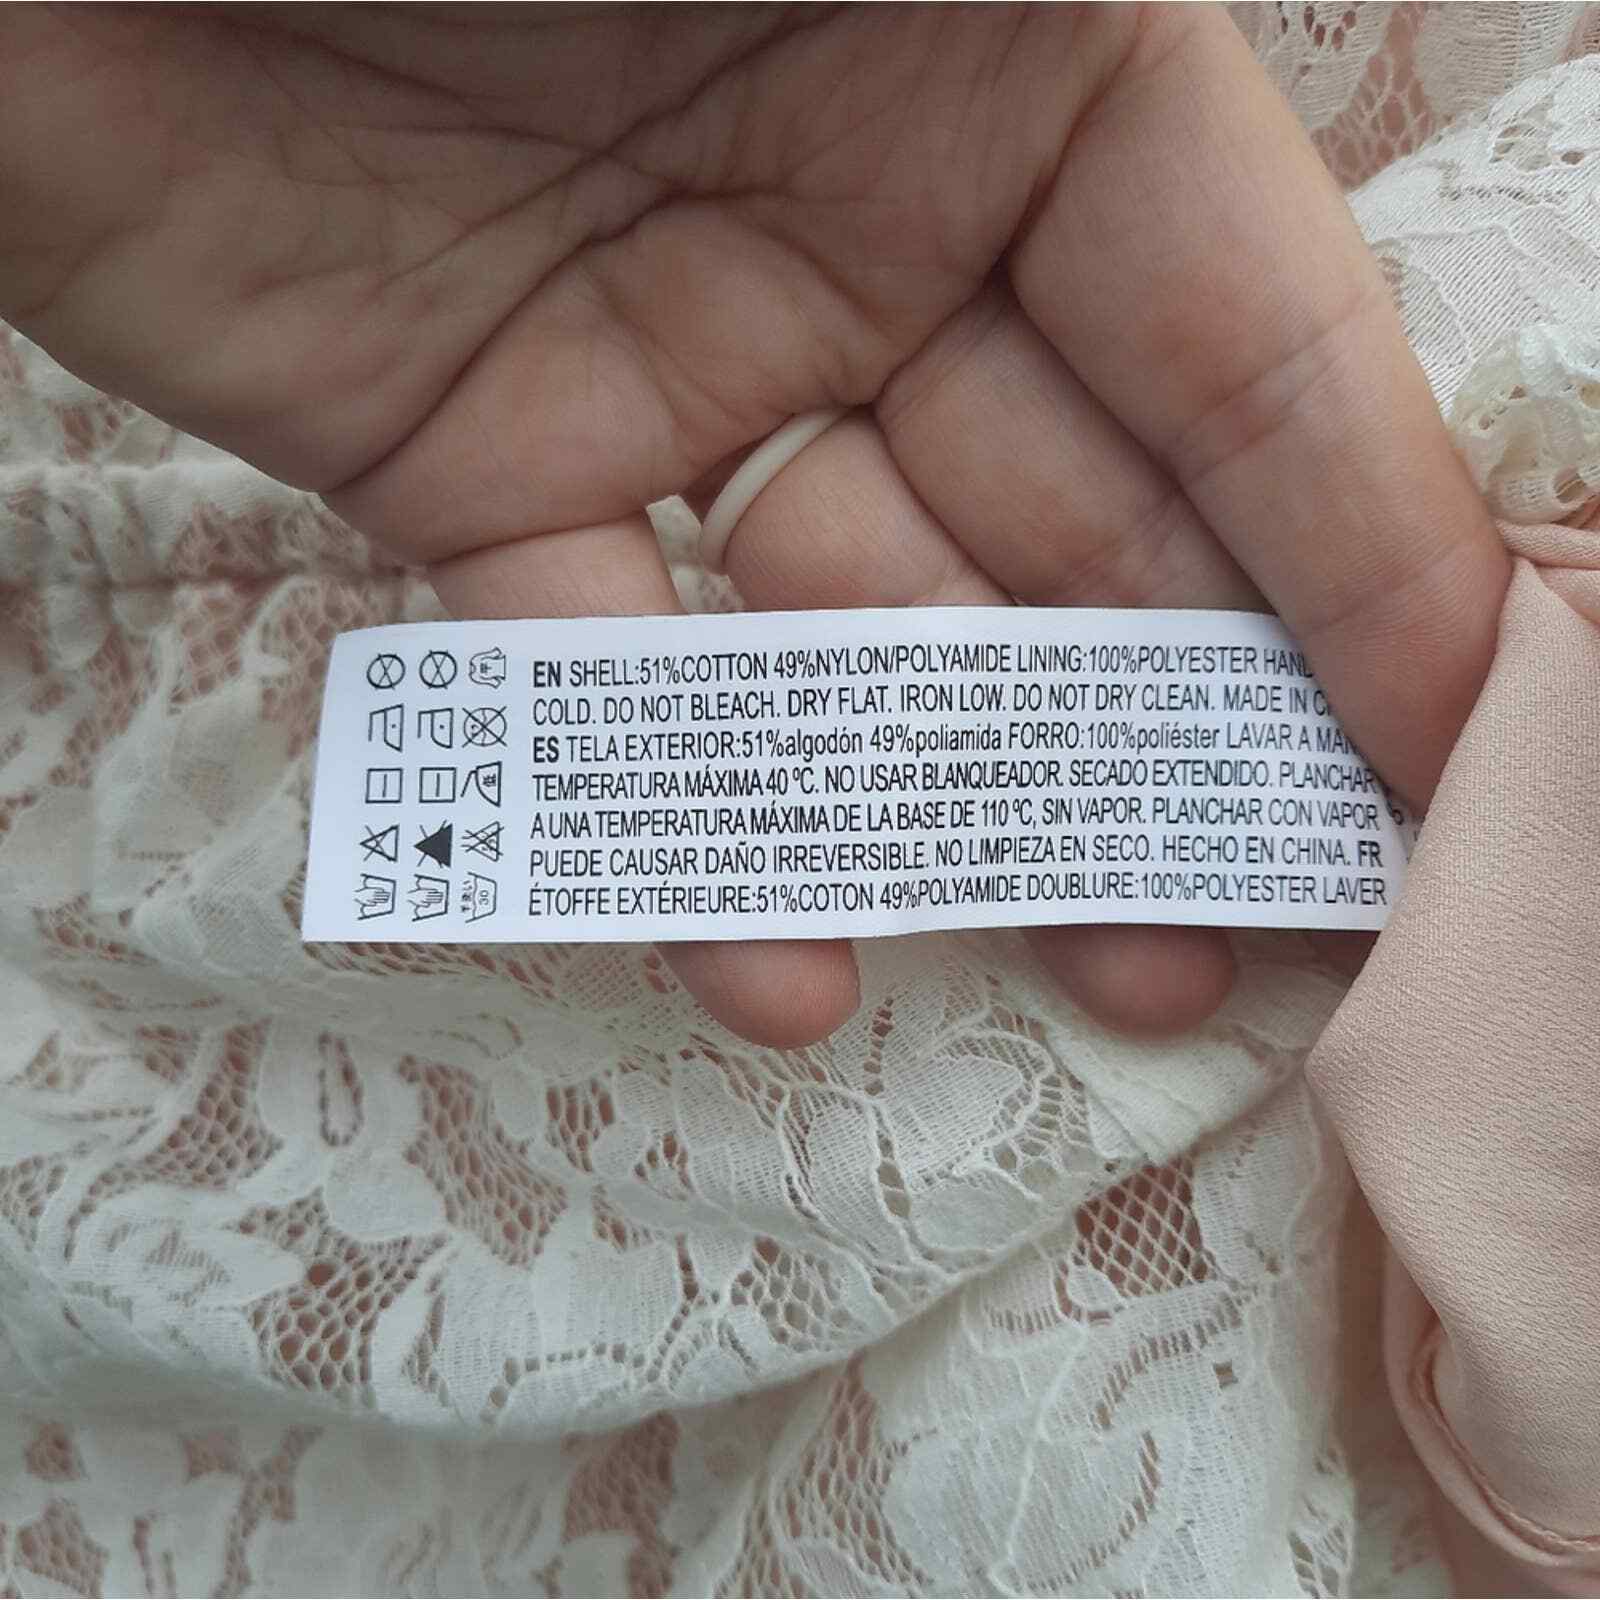 EN SHELL:51%COTTON 49%NYLON/POLYAMIDE LINING:100%POLYESTER
COLD. DO NOT BLEACH. DRY FLAT. IRON LOW. DO NOT DRY CLEAN. MADE IN
ES TELA EXTERIOR:51%algodón 49%poliamida FORRO:100%poliéster LAVAR A
TEMPERATURA MÁXIMA 40 ºC. NO USAR BLANQUEADOR. SECADO EXTENDIDO. PLANCHAR
A UNA TEMPERATURA MÁXIMA DE LA BASE DE 110 ºC, SIN VAPOR. PLANCHAR CON VAPOR
PUEDE CAUSAR DAÑO IRREVERSIBLE. NO LIMPIEZA EN SECO. HECHO EN CHINA. FR
ÉTOFFE EXTÉRIEURE:51%COTON 49%POLYAMIDE DOUBLURE:100%POLYESTER LAVER